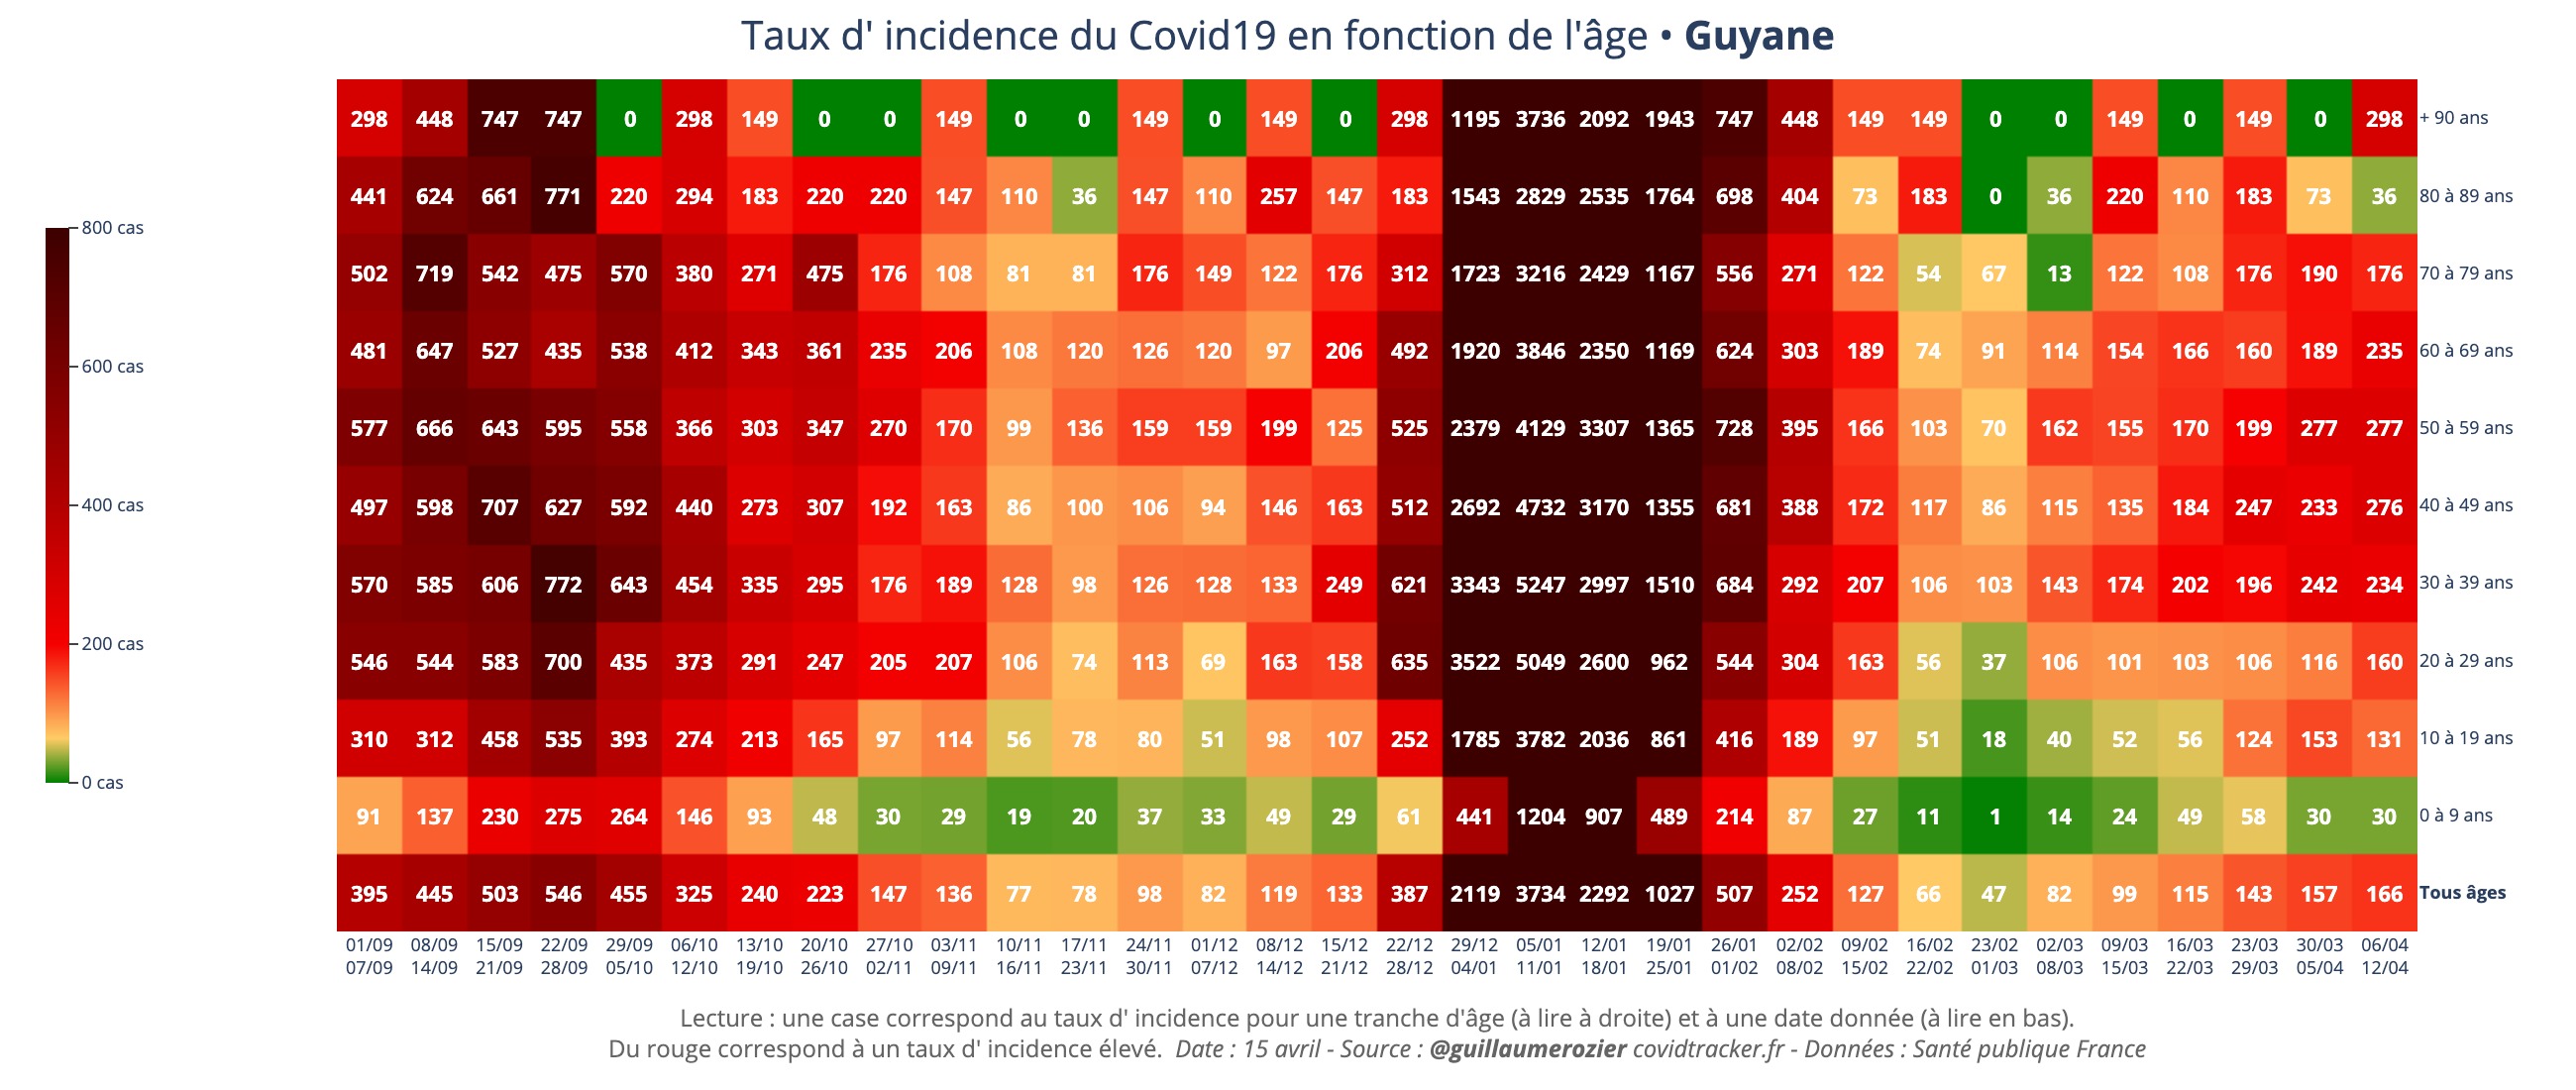 Taux d' incidence du Covid19 en fonction de l'âge • Guyane
298 448 747 747 0 298 149 0 0 149 0 0 149 0 149 0 298 1195 3736 2092 1943 747 448 149 149 0 0 149 0 149 0 298 + 90 ans
441 624 661 771 220 294 183 220 220 147 110 36 147 110 257 147 183 1543 2829 2535 1764 698 404 73 183 0 36 220 110 183 73 36 80 à 89 ans
800 cas
502 719 542 475 570 380 271 475 176 108 81 81 176 149 122 176 312 1723 3216 2429 1167 556 271 122 54 67 13 122 108 176 190 176 70 à 79 ans
481 647 527 435 538 412 343 361 235 206 108 120 126 120 97 206 492 1920 3846 2350 1169 624 303 189 74 91 114 154 166 160 189 235 60 à 69 ans
600 cas
577 666 643 595 558 366 303 347 270 170 99 136 159 159 199 125 525 2379 4129 3307 1365 728 395 166 103 70 162 155 170 199 277 277 50 à 59 ans
400 cas
497 598 707 627 592 440 273 307 192 163 86 100 106 94 146 163 512 2692 4732 3170 1355 681 388 172 117 86 115 135 184 247 233 276 40 à 49 ans
570 585 606 772 643 454 335 295 176 189 128 98 126 128 133 249 621 3343 5247 2997 1510 684 292 207 106 103 143 174 202 196 242 234 30 à 39 ans
200 cas
546 544 583 700 435 373 291 247 205 207 106 74 113 69 163 158 635 3522 5049 2600 962 544 304 163 56 37 106 101 103 106 116 160 20 à 29 ans
310 312 458 535 393 274 213 165 97 114 56 78 80 51 98 107 252 1785 3782 2036 861 416 189 97 51 18 40 52 56 124 153 131 10 à 19 ans
0 cas
91 137 230 275 264 146 93 48 30 29 19 20 37 33 49 29 61 441 1204 907 489 214 87 27 11 1 14 24 49 58 30 30 0 à 9 ans
395 445 503 546 455 325 240 223 147 136 77 78 98 82 119 133 387 2119 3734 2292 1027 507 252 127 66 47 82 99 115 143 157 166 Tous âges
01/09 08/09 15/09 22/09 29/09 06/10 13/10 20/10 27/10 03/11 10/11 17/11 24/11 01/12 08/12 15/12 22/12 29/12 05/01 12/01 19/01 26/01 02/02 09/02 16/02 23/02 02/03 09/03 16/03 23/03 30/03 06/04
07/09 14/09 21/09 28/09 05/10 12/10 19/10 26/10 02/11 09/11 16/11 23/11 30/11 07/12 14/12 21/12 28/12 04/01 11/01 18/01 25/01 01/02 08/02 15/02 22/02 01/03 08/03 15/03 22/03 29/03 05/04 12/04
Lecture : une case correspond au taux d' incidence pour une tranche d'âge (à lire à droite) et à une date donnée (à lire en bas).
Du rouge correspond à un taux d' incidence élevé. Date : 15 avril - Source : @guillaumerozier covidtracker.fr - Données : Santé publique France